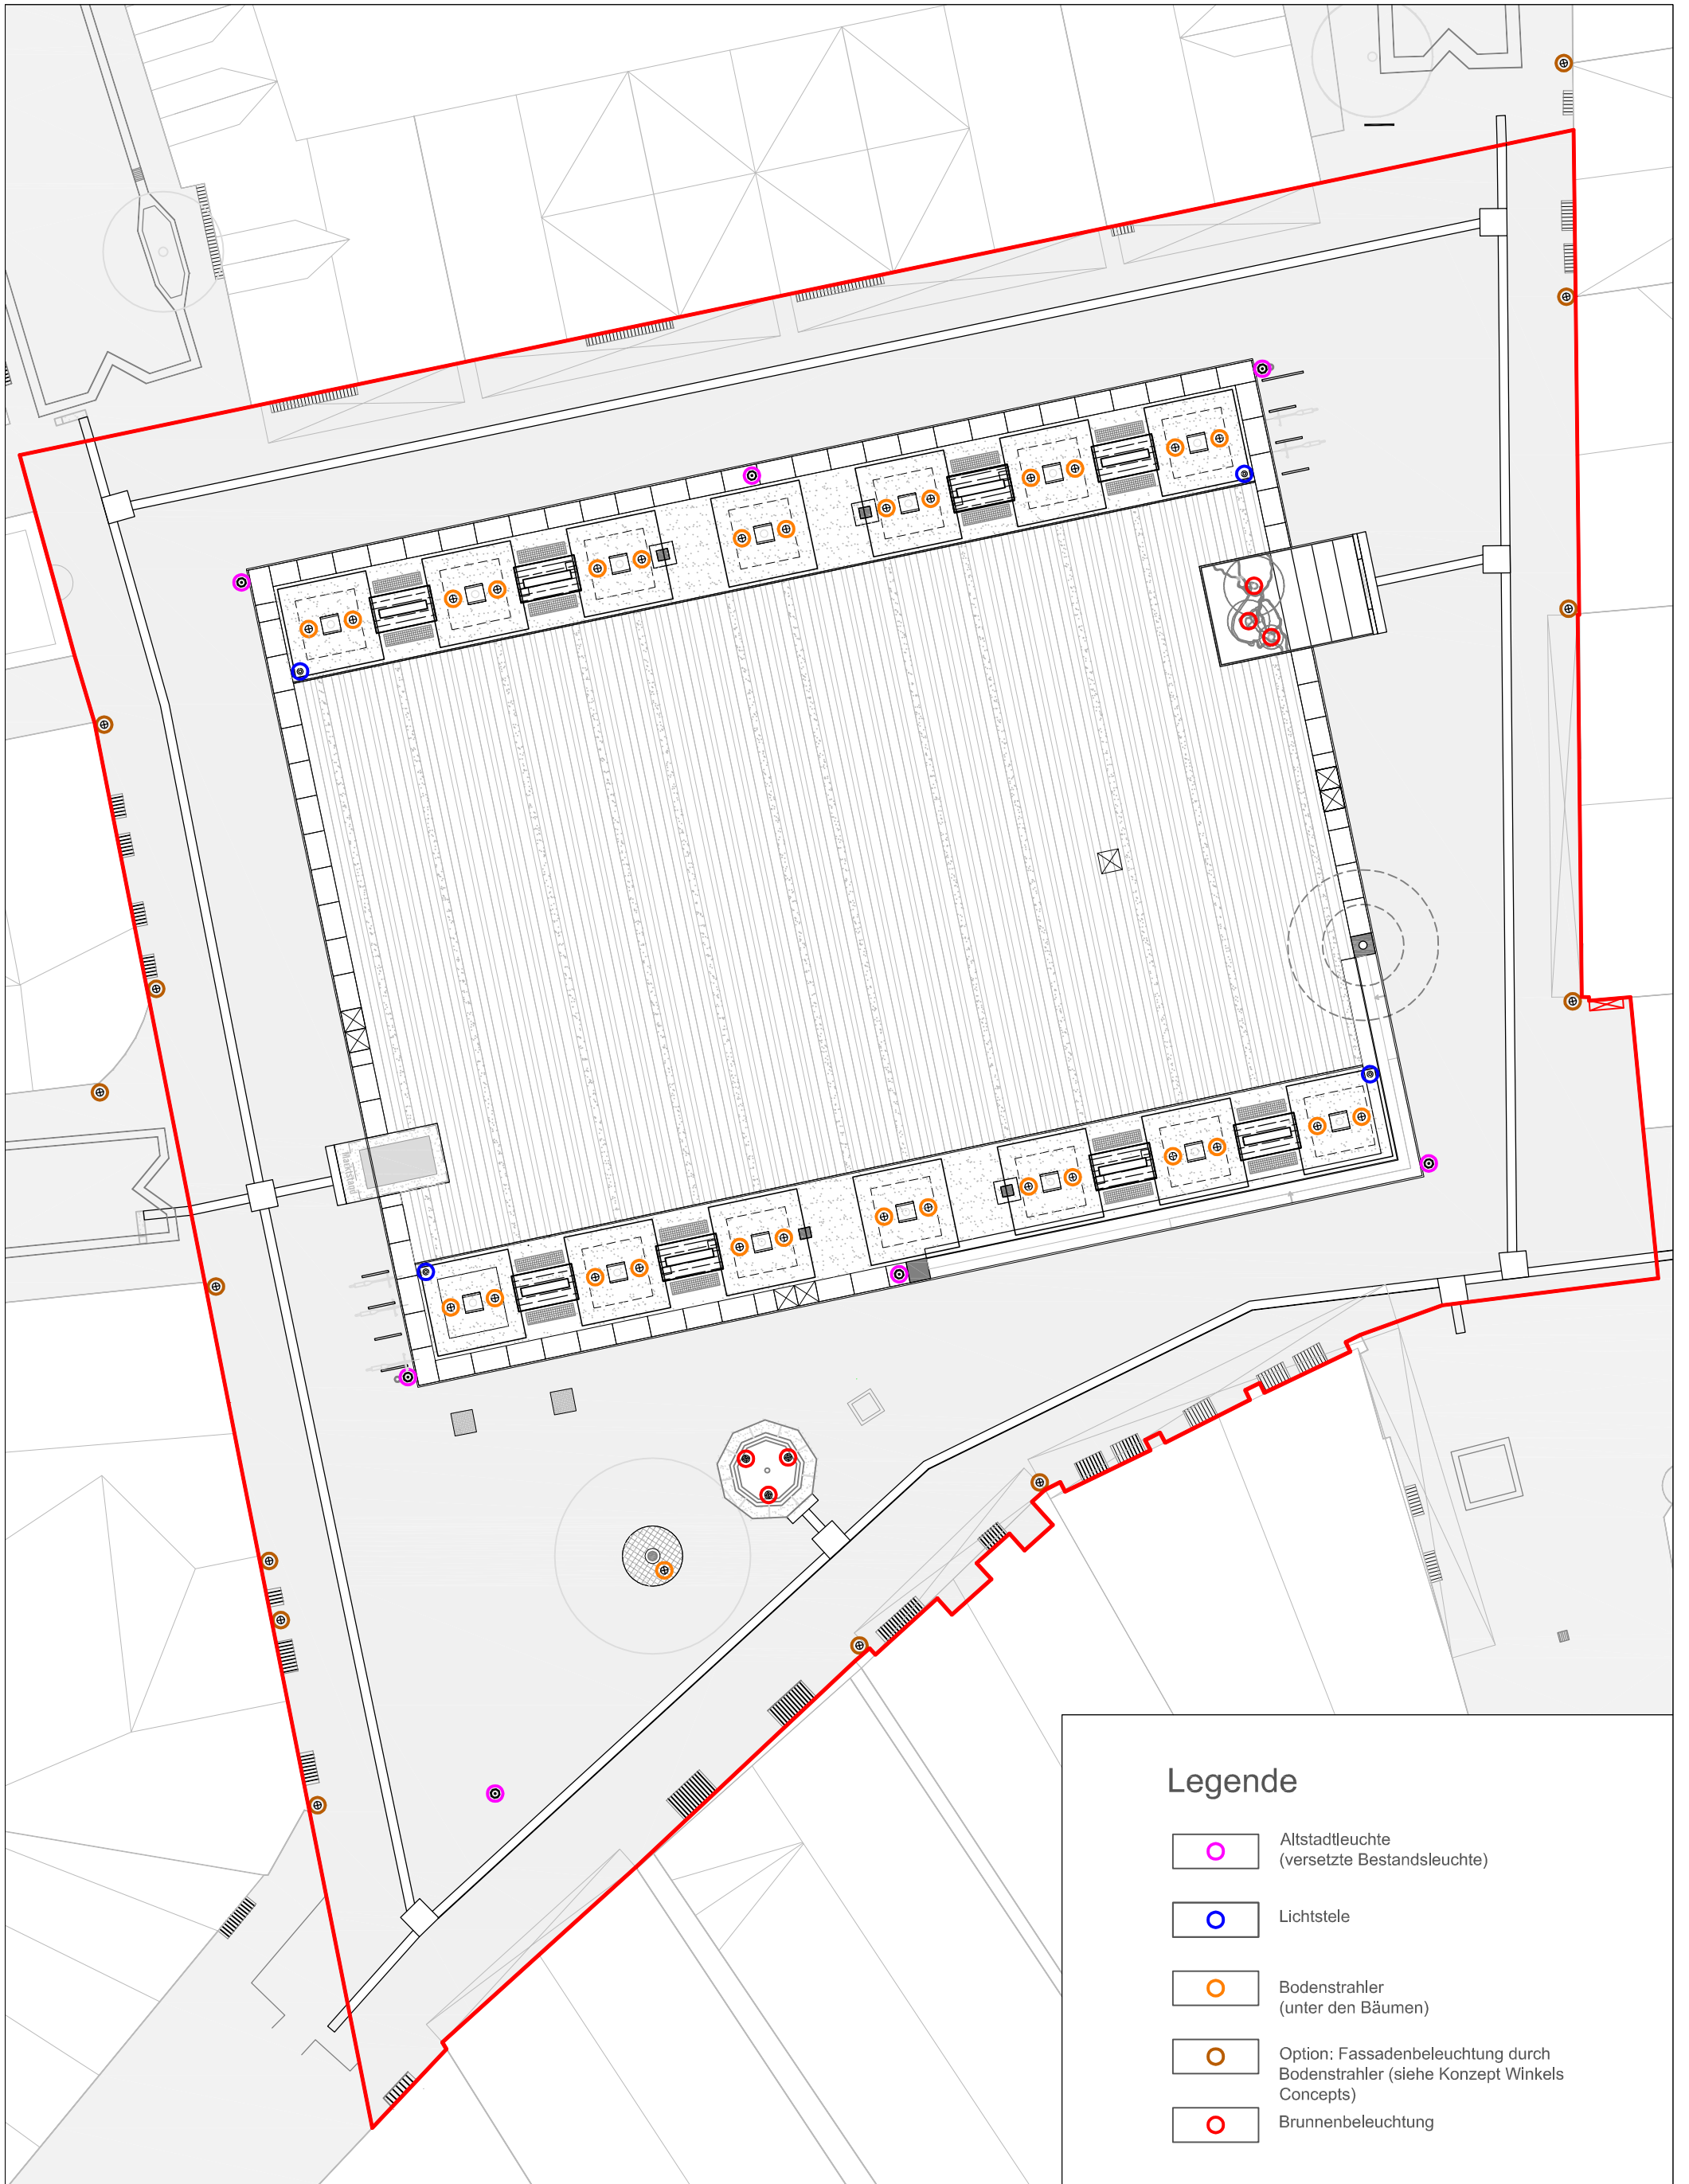 Legende
Altstadtleuchte
(versetzte Bestandsleuchte)
Lichtstele
Bodenstrahler
(unter den Bäumen)
Option: Fassadenbeleuchtung durch
Bodenstrahler (siehe Konzept Winkels
Concepts)
Brunnenbeleuchtung